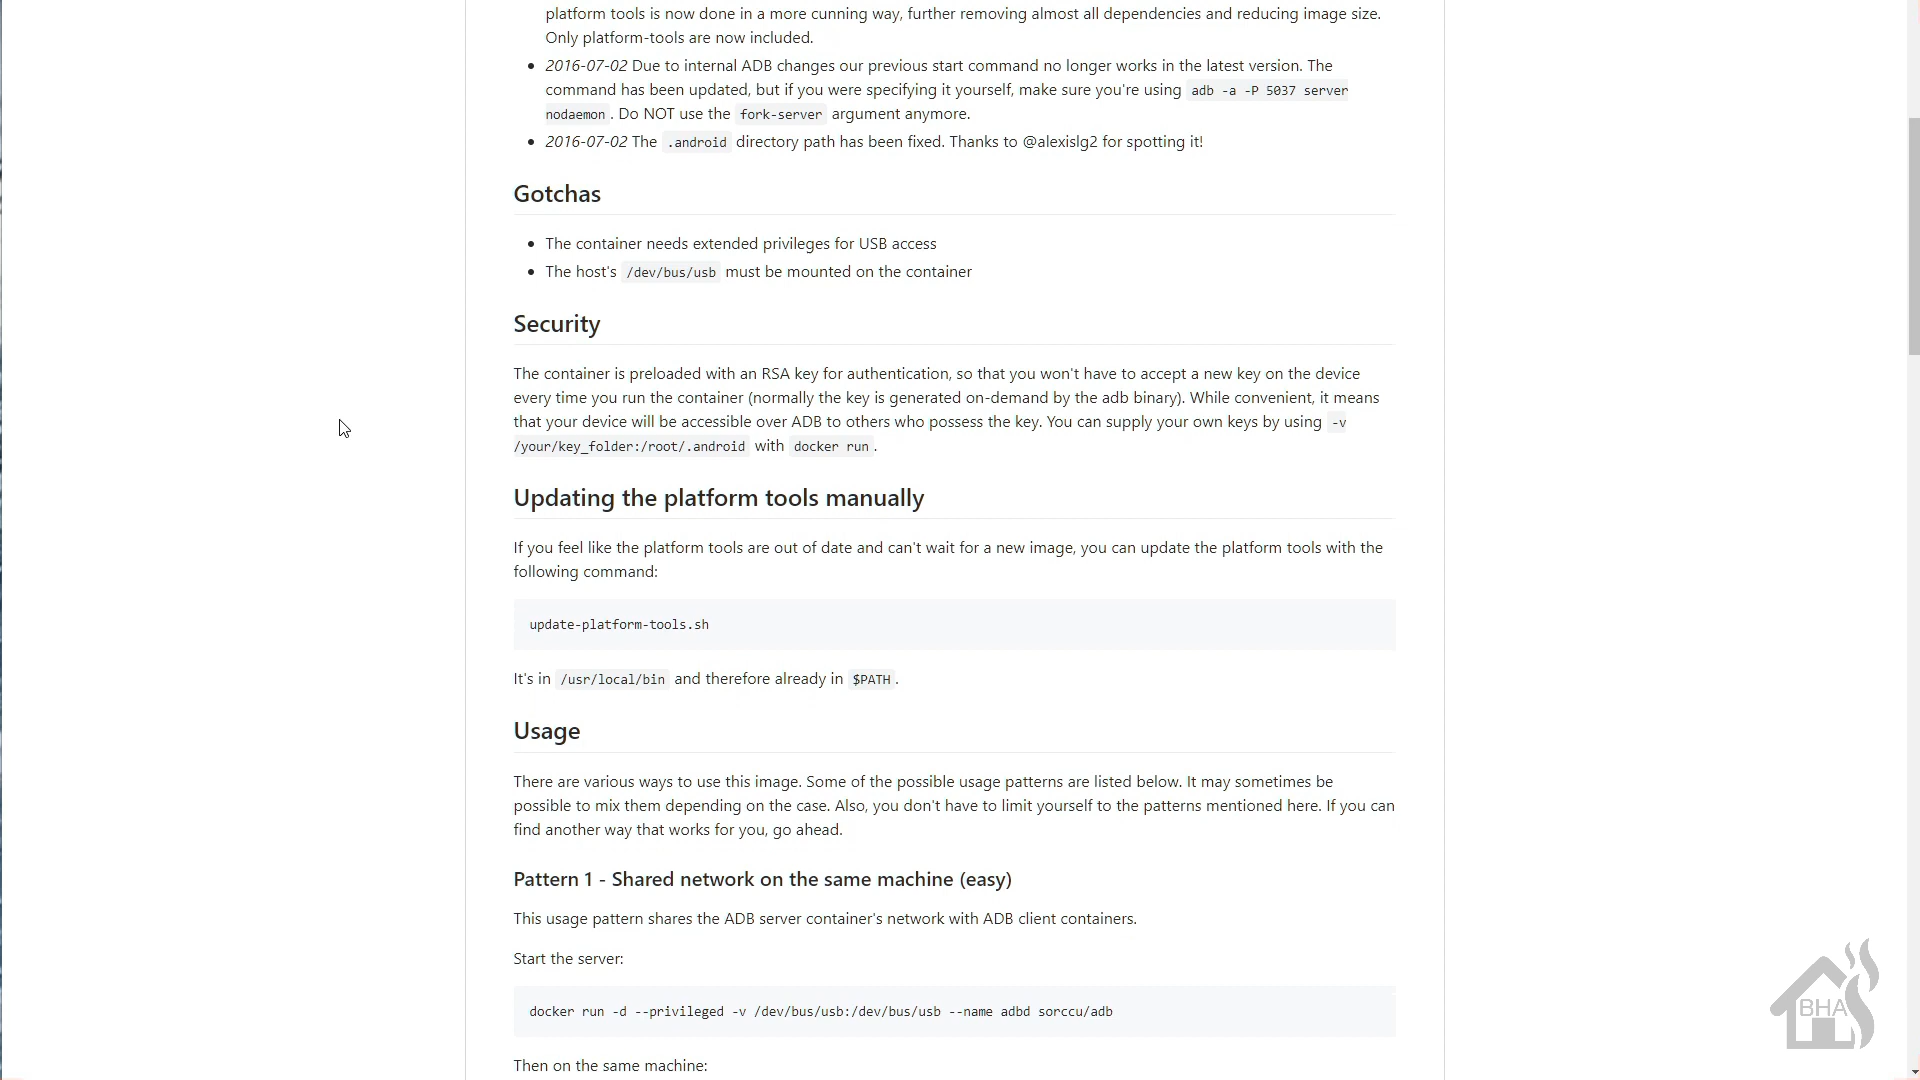 platform tools is now done in a more cunning way, further removing almost all dependencies and reducing image size.
Only platform-tools are now included.
• 2016-07-02 Due to internal ADB changes our previous start command no longer works in the latest version. The
command has been updated, but if you were specifying it yourself, make sure you're using adb -a -P 5037 server
nodaemon. Do NOT use the fork-server argument anymore.
• 2016-07-02 The .android directory path has been fixed. Thanks to @alexislg2 for spotting it!
Gotchas
• The container needs extended privileges for USB access
• The host's /dev/bus/usb must be mounted on the container
Security
The container is preloaded with an RSA key for authentication, so that you won't have to accept a new key on the device
every time you run the container (normally the key is generated on-demand by the adb binary). While convenient, it means
that your device will be accessible over ADB to others who possess the key. You can supply your own keys by using -v
/your/key_folder:/root/.android with docker run.
Updating the platform tools manually
If you feel like the platform tools are out of date and can't wait for a new image, you can update the platform tools with the
following command:
update-platform-tools.sh
It's in /usr/local/bin and therefore already in $PATH.
Usage
There are various ways to use this image. Some of the possible usage patterns are listed below. It may sometimes be
possible to mix them depending on the case. Also, you don't have to limit yourself to the patterns mentioned here. If you can
find another way that works for you, go ahead.
Pattern 1 - Shared network on the same machine (easy)
This usage pattern shares the ADB server container's network with ADB client containers.
Start the server:
docker run -d --privileged -v /dev/bus/usb:/dev/bus/usb --name adbd sorccu/adb
Then on the same machine:
BHA